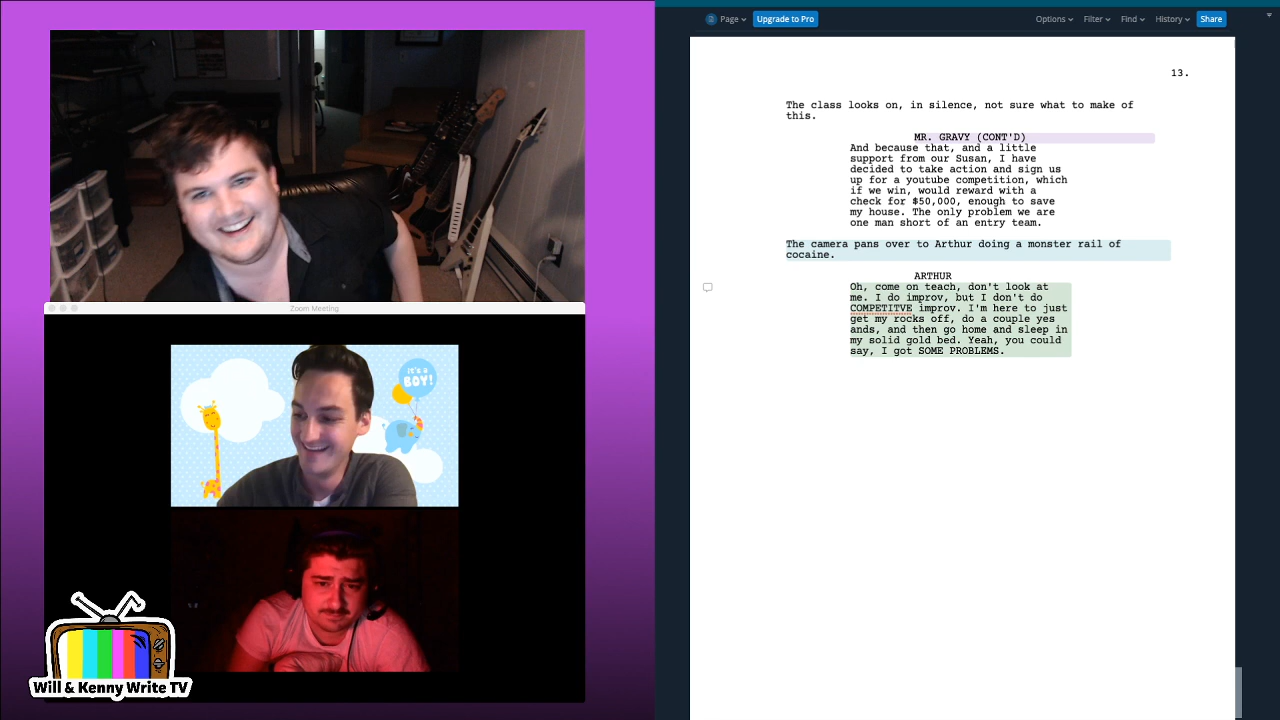 Zoom Meeting
IT'S A
BOY!
Will & Kenny Write TV
Page
Upgrade to Pro
Options
Filter
Find
History
Share
13.
The class looks on, in silence, not sure what to make of
this.
MR. GRAVY (CONT'D)
And because that, and a little
support from our Susan, I have
decided to take action and sign us
up for a youtube competition, which
if we win, would reward with a
check for $50,000, enough to save
my house. The only problem we are
one man short of an entry team.
The camera pans over to Arthur doing a monster rail of
cocaine.
ARTHUR
Oh, come on teach, don't look at
me. I do improv, but I don't do
COMPETITVE improv. I'm here to just
get my rocks off, do a couple yes
ands, and then go home and sleep in
my solid gold bed. Yeah, you could
say, I got SOME PROBLEMS.